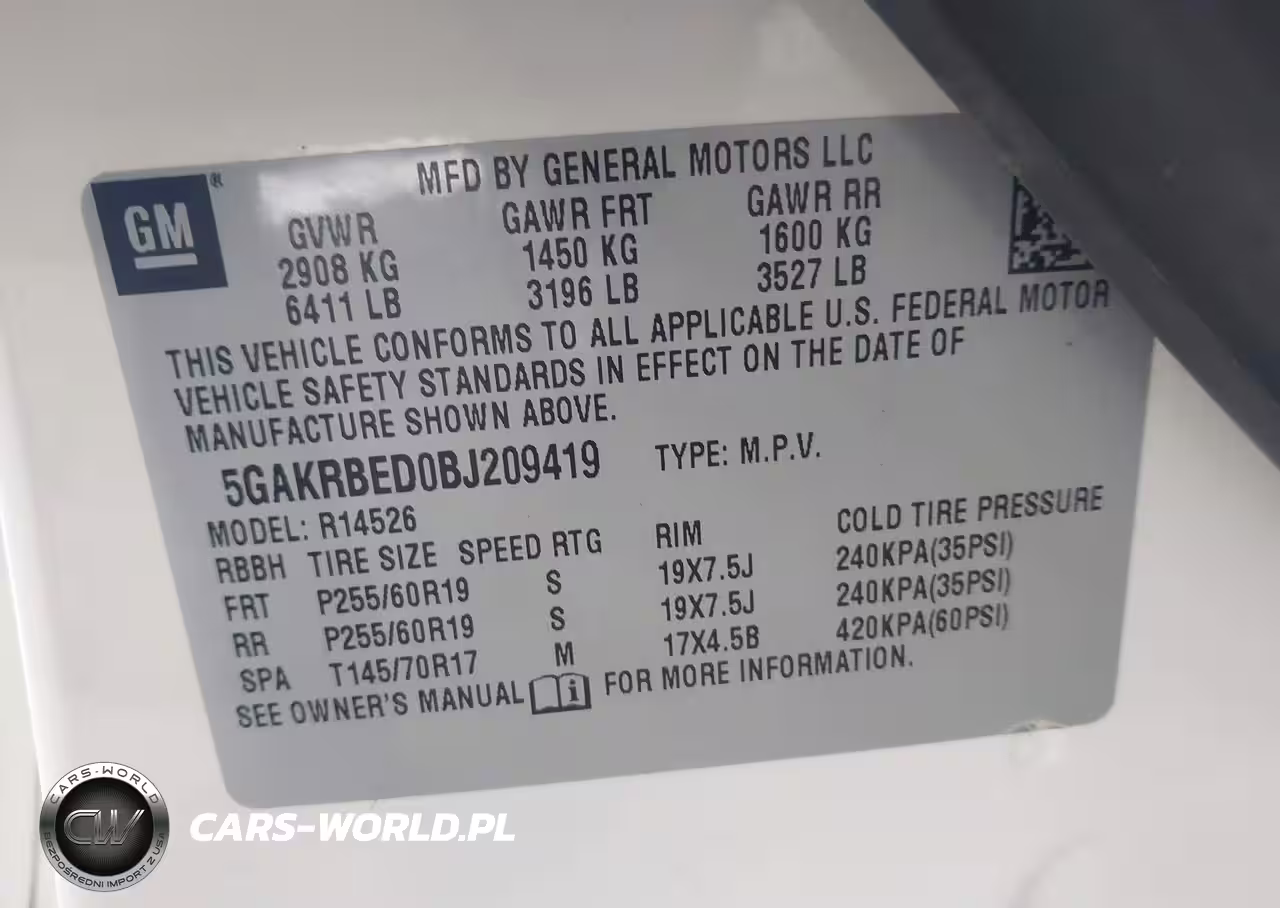 MFD BY GENERAL MOTORS LLC
GM®
GVWR GAWR FRT GAWR RR
2908 KG 1450 KG 1600 KG
6411 LB 3196 LB 3527 LB
THIS VEHICLE CONFORMS TO ALL APPLICABLE U.S. FEDERAL MOTOR
VEHICLE SAFETY STANDARDS IN EFFECT ON THE DATE OF
MANUFACTURE SHOWN ABOVE.
5GAKRBED0BJ209419 TYPE: M.P.V.
MODEL: R14526
RBBH TIRE SIZE SPEED RTG RIM COLD TIRE PRESSURE
FRT P255/60R19 S 19X7.5J 240KPA(35PSI)
RR P255/60R19 S 19X7.5J 240KPA(35PSI)
SPA T145/70R17 M 17X4.5B 420KPA(60PSI)
SEE OWNER'S MANUAL i FOR MORE INFORMATION.
CARS-WORLD
CW
BEZPOŚREDNI IMPORT Z USA
CARS-WORLD.PL